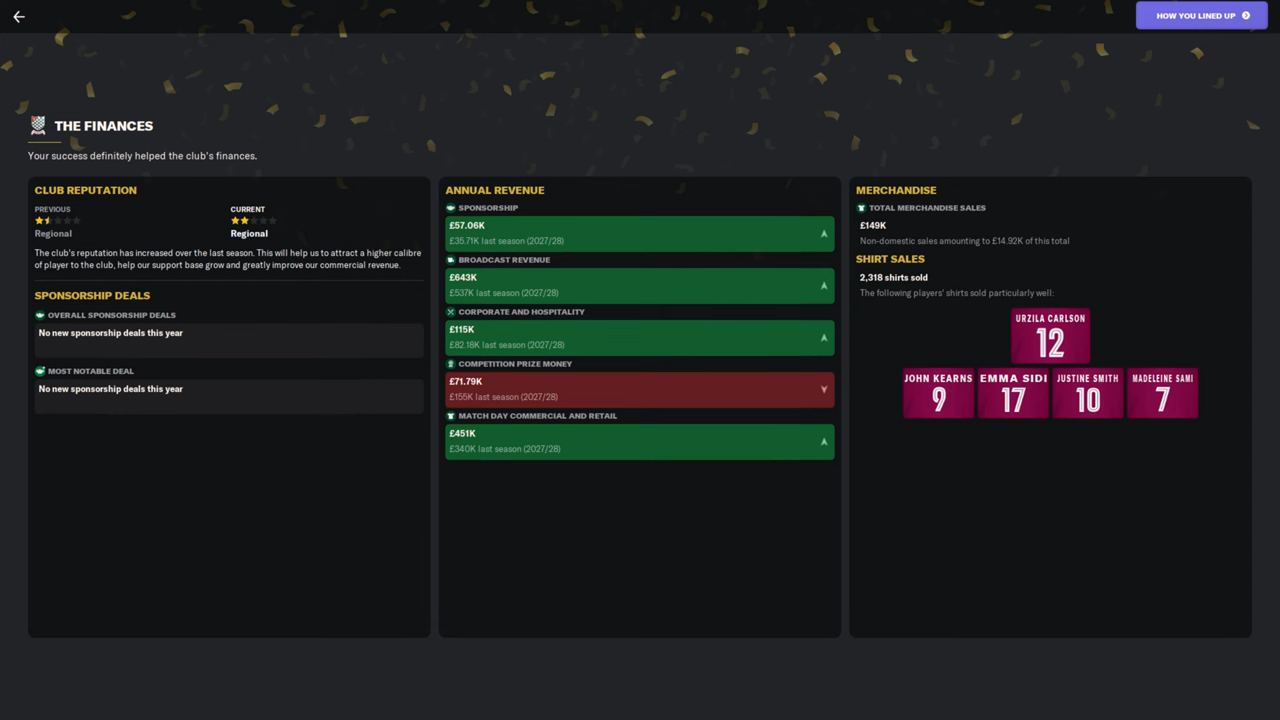 HOW YOU LINED UP
THE FINANCES
Your success definitely helped the club's finances.
CLUB REPUTATION
PREVIOUS
Regional
CURRENT
Regional
The club's reputation has increased over the last season. This will help us to attract a higher calibre
of player to the club, help our support base grow and greatly improve our commercial revenue.
SPONSORSHIP DEALS
OVERALL SPONSORSHIP DEALS
No new sponsorship deals this year
MOST NOTABLE DEAL
No new sponsorship deals this year
ANNUAL REVENUE
SPONSORSHIP
£57.06K
£35.71K last season (2027/28)
BROADCAST REVENUE
£643K
£537K last season (2027/28)
CORPORATE AND HOSPITALITY
£115K
£82.18K last season (2027/28)
COMPETITION PRIZE MONEY
£71.79K
£155K last season (2027/28)
MATCH DAY COMMERCIAL AND RETAIL
£451K
£340K last season (2027/28)
MERCHANDISE
TOTAL MERCHANDISE SALES
£149K
Non-domestic sales amounting to £14.92K of this total
SHIRT SALES
2,318 shirts sold
The following players' shirts sold particularly well:
URZILA CARLSON
12
JOHN KEARNS
9
EMMA SIDI
17
JUSTINE SMITH
10
MADELEINE SAMI
7